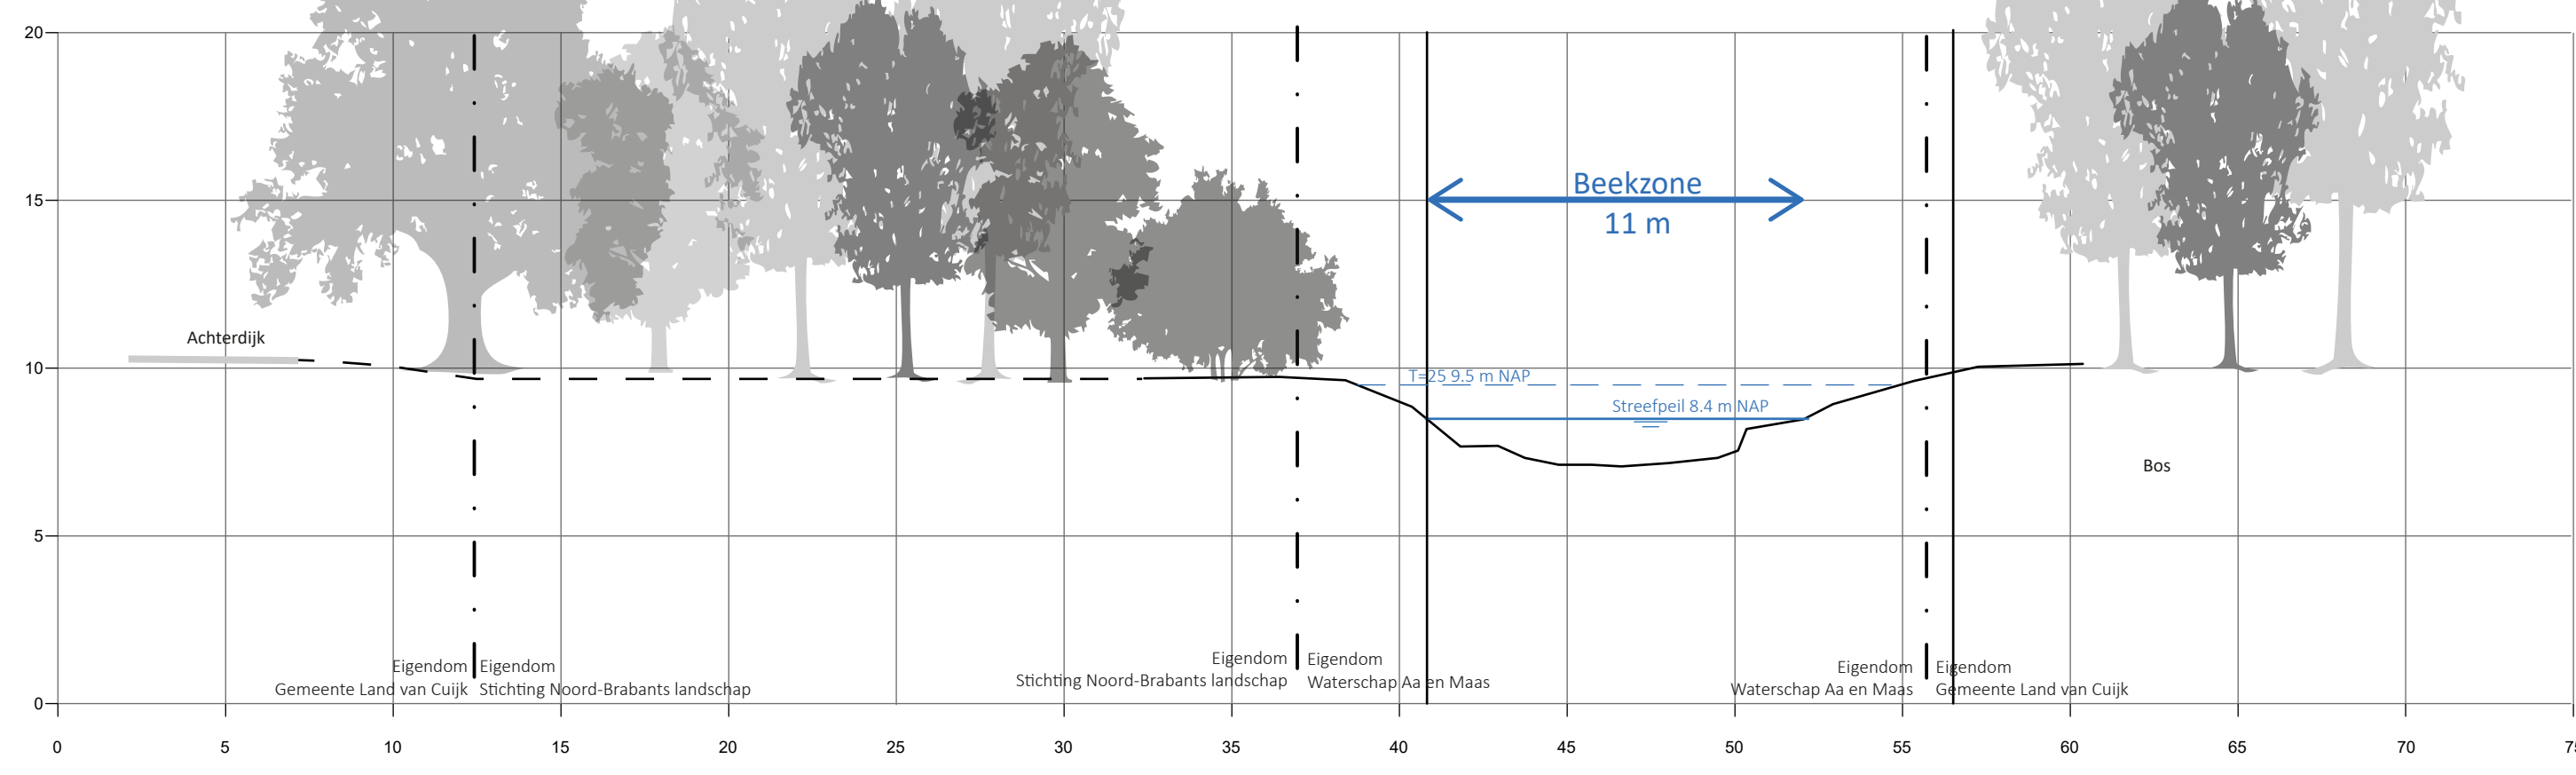 20
15
10
5
0
Beekzone
11 m
Achterdijk
T=25 9.5 m NAP
Streefpeil 8.4 m NAP
Bos
Eigendom
Gemeente Land van Cuijk
Eigendom
Stichting Noord-Brabants landschap
Eigendom
Stichting Noord-Brabants landschap
Eigendom
Waterschap Aa en Maas
Eigendom
Waterschap Aa en Maas
Eigendom
Gemeente Land van Cuijk
0 5 10 15 20 25 30 35 40 45 50 55 60 65 70